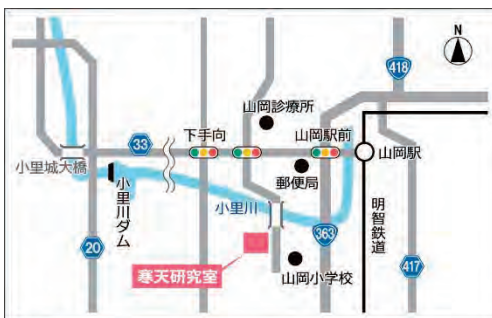 N
418
山岡診療所
下手向
山岡駅前
33
山岡駅
小里城大橋
郵便局
小里川ダム
小里川
明智鉄道
20
363
寒天研究室
山岡小学校
417